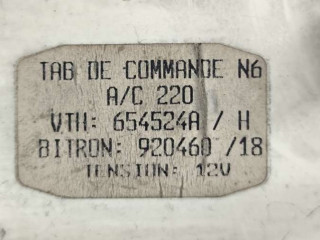 TAB DE COMMANDE N6
A/C 220
VTH: 654524A / H
BITRON: 920460 /18
TENSION: 12V